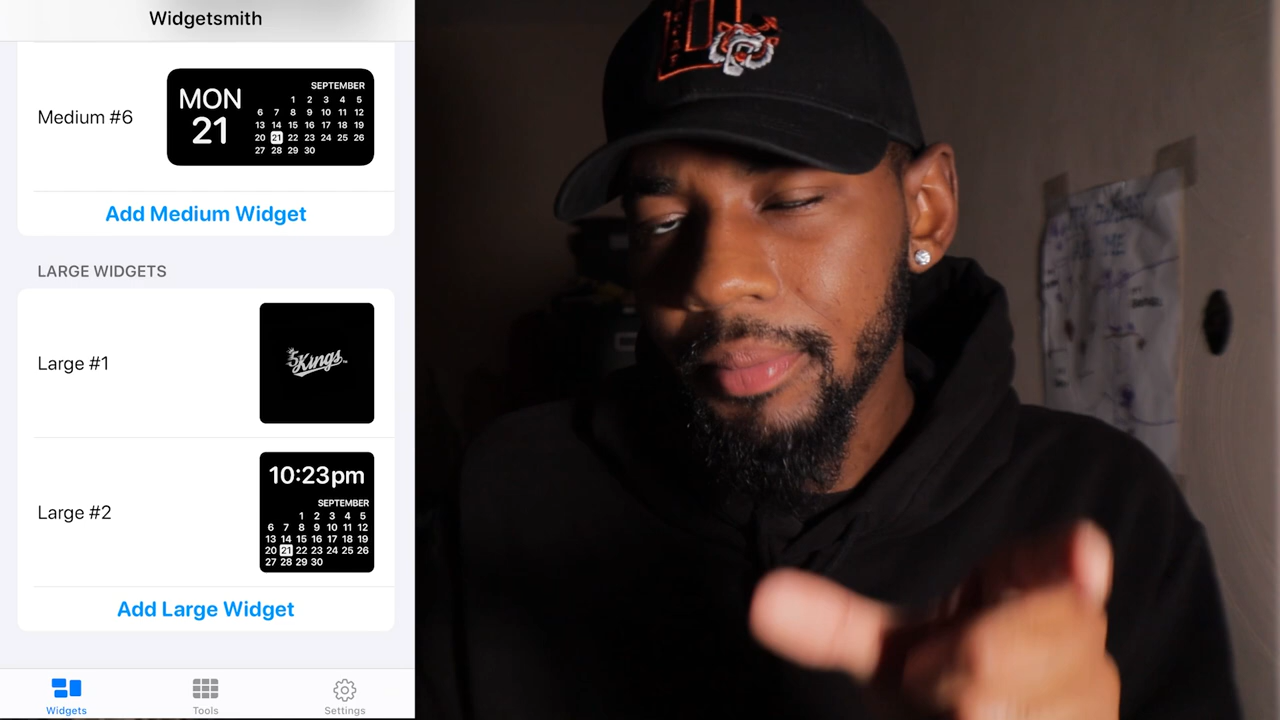 Widgetsmith
Medium #6
MON
21
SEPTEMBER
1 2 3 4 5
6 7 8 9 10 11 12
13 14 15 16 17 18 19
20 21 22 23 24 25 26
27 28 29 30
Add Medium Widget
LARGE WIDGETS
Large #1
5Kings
Large #2
10:23pm
SEPTEMBER
1 2 3 4 5
6 7 8 9 10 11 12
13 14 15 16 17 18 19
20 21 22 23 24 25 26
27 28 29 30
Add Large Widget
Widgets
Tools
Settings